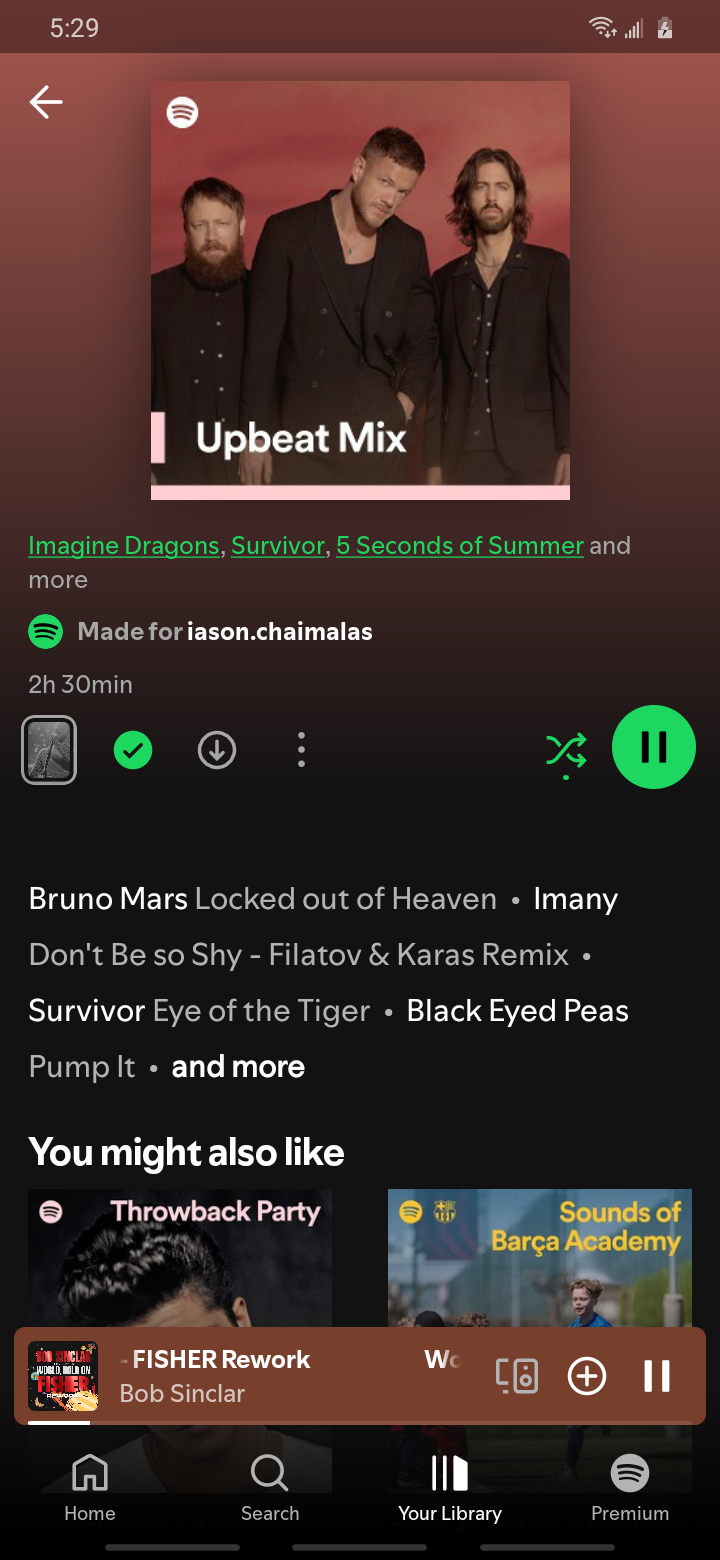 5:29
Upbeat Mix
Imagine Dragons, Survivor, 5 Seconds of Summer and
more
Made for iason.chaimalas
2h 30min
Bruno Mars Locked out of Heaven • Imany
Don't Be so Shy - Filatov & Karas Remix •
Survivor Eye of the Tiger • Black Eyed Peas
Pump It • and more
You might also like
Throwback Party
Sounds of
Barça Academy
BOB SINCLAR
WORLD, HOLD ON
FISHER
- FISHER Rework
Wo
Bob Sinclar
Home
Search
Your Library
Premium